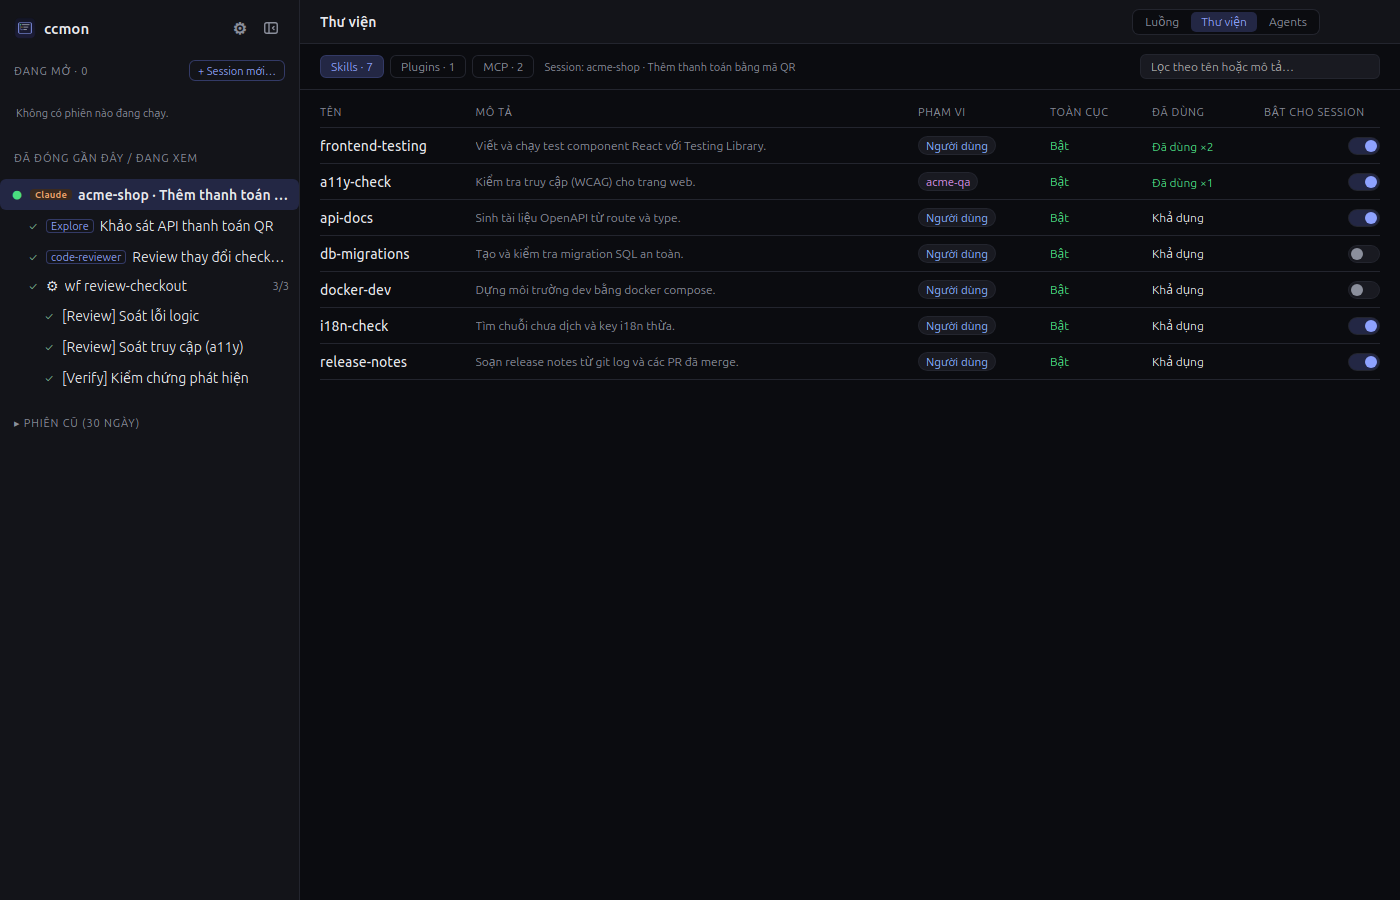 ccmon
ĐANG MỞ · 0
+ Session mới…
Không có phiên nào đang chạy.
ĐÃ ĐÓNG GẦN ĐÂY / ĐANG XEM
Claude acme-shop · Thêm thanh toán …
✓ Explore Khảo sát API thanh toán QR
✓ code-reviewer Review thay đổi check…
✓ ⚙ wf review-checkout 3/3
✓ [Review] Soát lỗi logic
✓ [Review] Soát truy cập (a11y)
✓ [Verify] Kiểm chứng phát hiện
▸ PHIÊN CŨ (30 NGÀY)
Thư viện
Luồng Thư viện Agents
Skills · 7 Plugins · 1 MCP · 2 Session: acme-shop · Thêm thanh toán bằng mã QR Lọc theo tên hoặc mô tả…
TÊN MÔ TẢ PHẠM VI TOÀN CỤC ĐÃ DÙNG BẬT CHO SESSION
frontend-testing Viết và chạy test component React với Testing Library. Người dùng Bật Đã dùng ×2
a11y-check Kiểm tra truy cập (WCAG) cho trang web. acme-qa Bật Đã dùng ×1
api-docs Sinh tài liệu OpenAPI từ route và type. Người dùng Bật Khả dụng
db-migrations Tạo và kiểm tra migration SQL an toàn. Người dùng Bật Khả dụng
docker-dev Dựng môi trường dev bằng docker compose. Người dùng Bật Khả dụng
i18n-check Tìm chuỗi chưa dịch và key i18n thừa. Người dùng Bật Khả dụng
release-notes Soạn release notes từ git log và các PR đã merge. Người dùng Bật Khả dụng